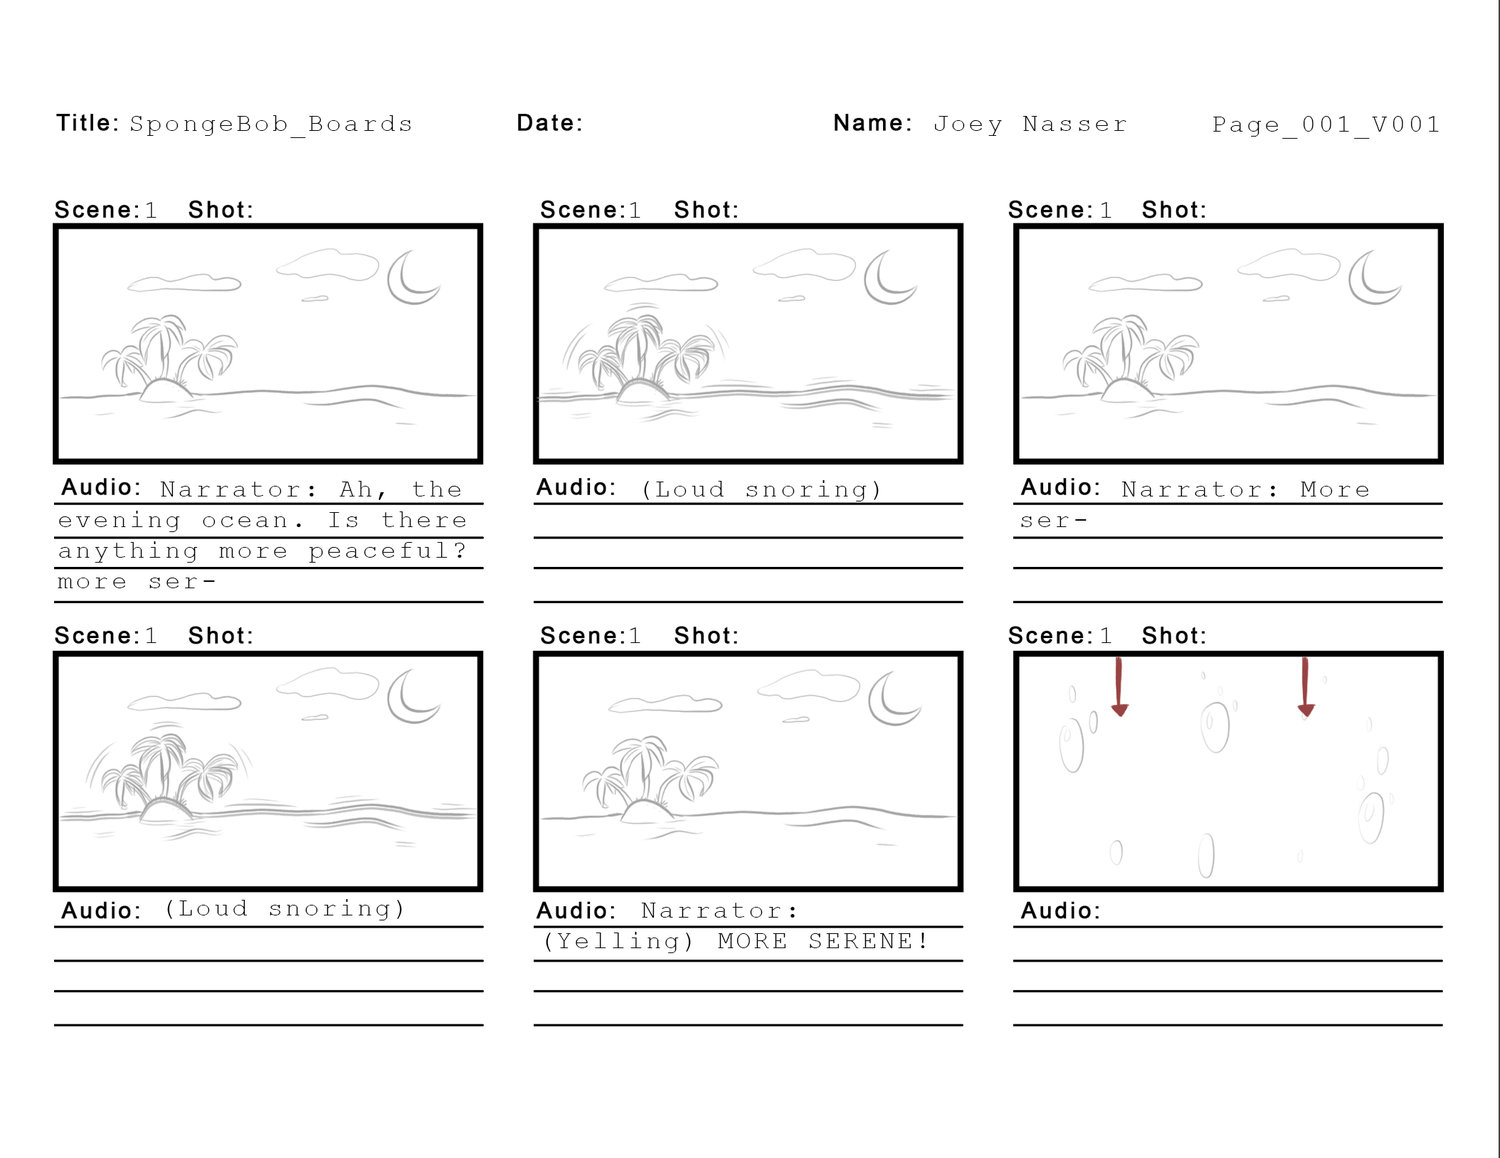 Title: SpongeBob_Boards Date: Name: Joey Nasser Page_001_V001
Scene: 1 Shot:
Scene: 1 Shot:
Scene: 1 Shot:
Audio: Narrator: Ah, the
evening ocean. Is there
anything more peaceful?
more ser-
Audio: (Loud snoring)
Audio: Narrator: More
ser-
Scene: 1 Shot:
Scene: 1 Shot:
Scene: 1 Shot:
Audio: (Loud snoring)
Audio: Narrator:
(Yelling) MORE SERENE!
Audio: